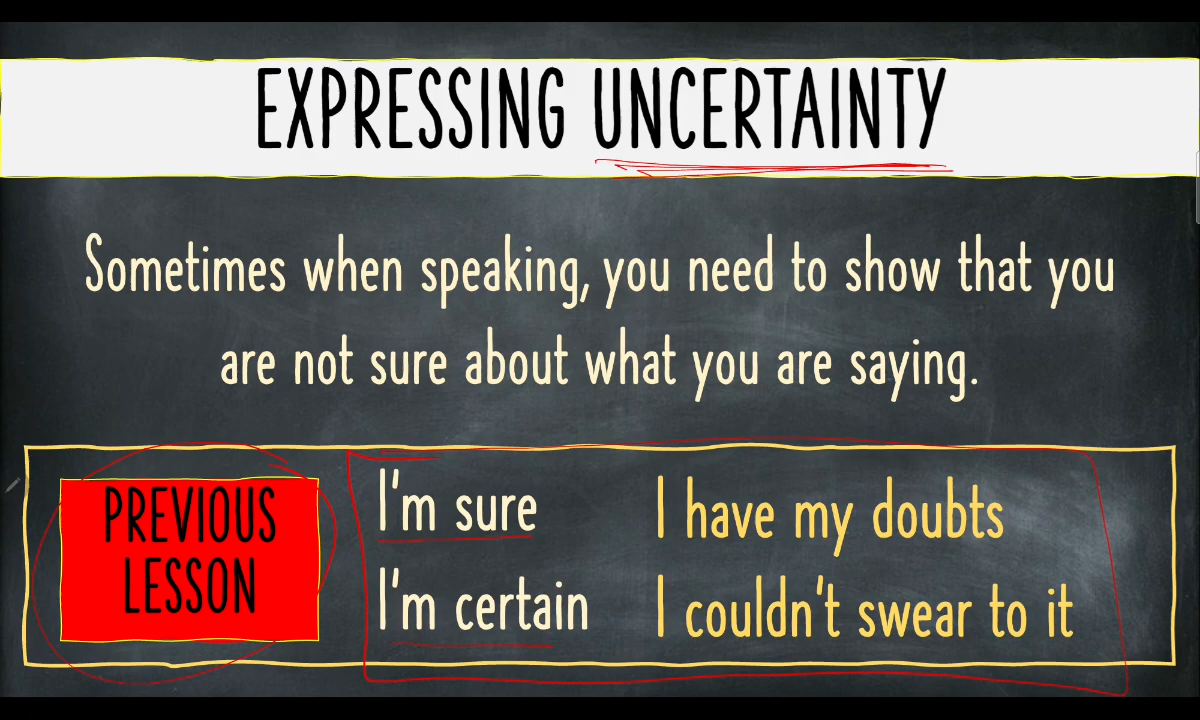 EXPRESSING UNCERTAINTY
Sometimes when speaking, you need to show that you
are not sure about what you are saying.
PREVIOUS
LESSON
I'm sure
I'm certain
I have my doubts
I couldn't swear to it